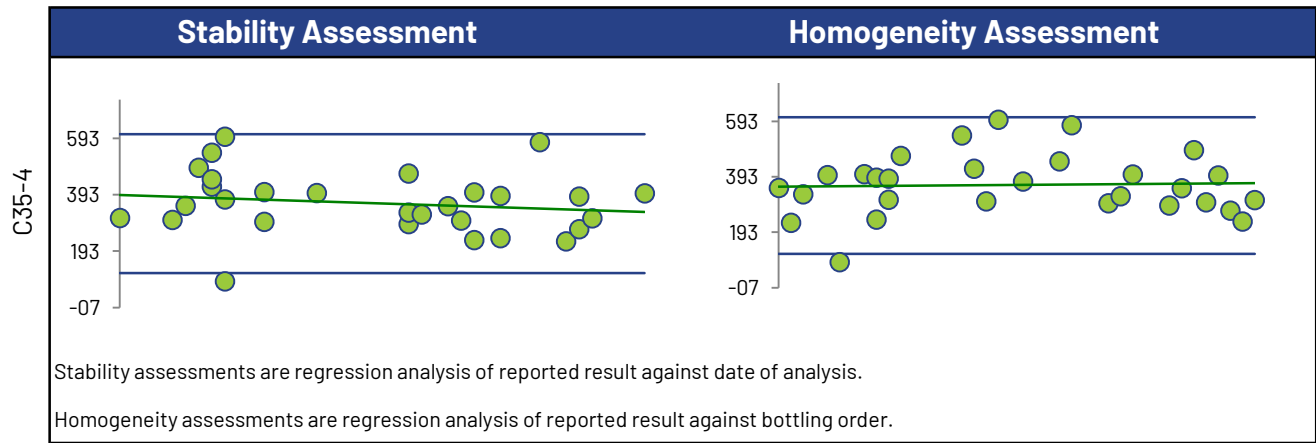 Stability Assessment
Homogeneity Assessment
C35-4
593
393
193
-07
593
393
193
-07
Stability assessments are regression analysis of reported result against date of analysis.
Homogeneity assessments are regression analysis of reported result against bottling order.